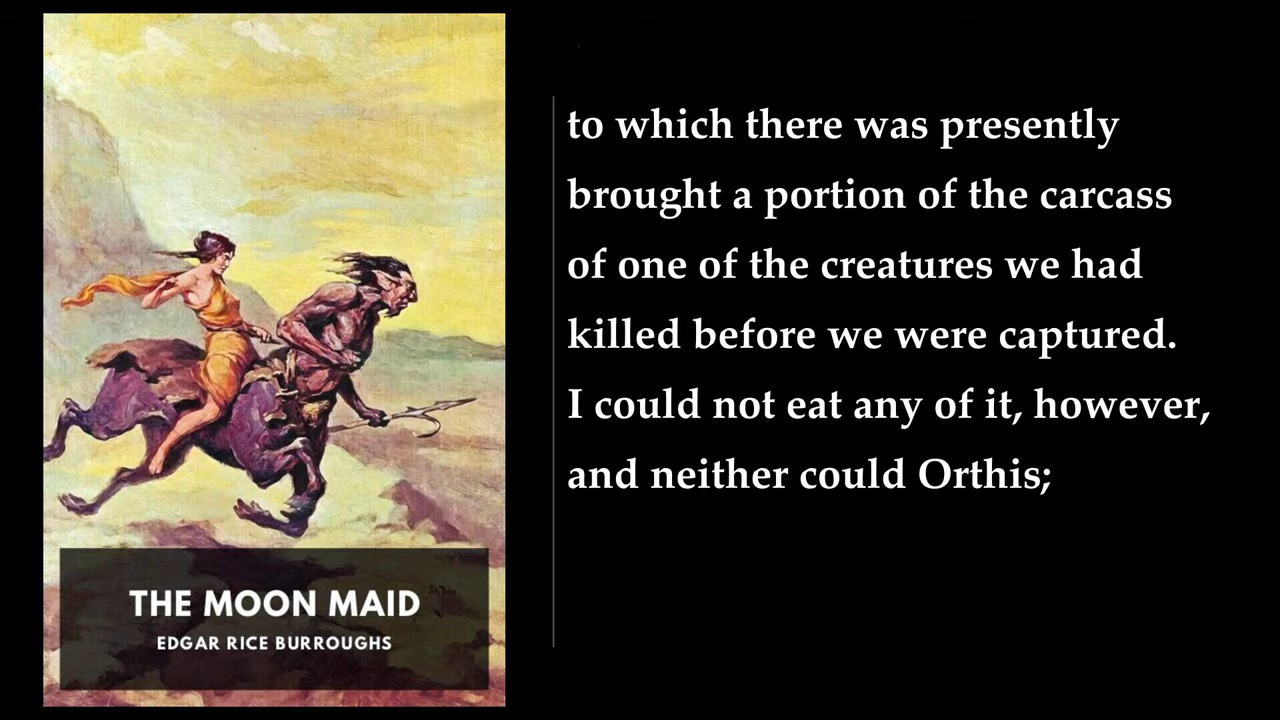 to which there was presently
brought a portion of the carcass
of one of the creatures we had
killed before we were captured.
I could not eat any of it, however,
and neither could Orthis;
THE MOON MAID
EDGAR RICE BURROUGHS